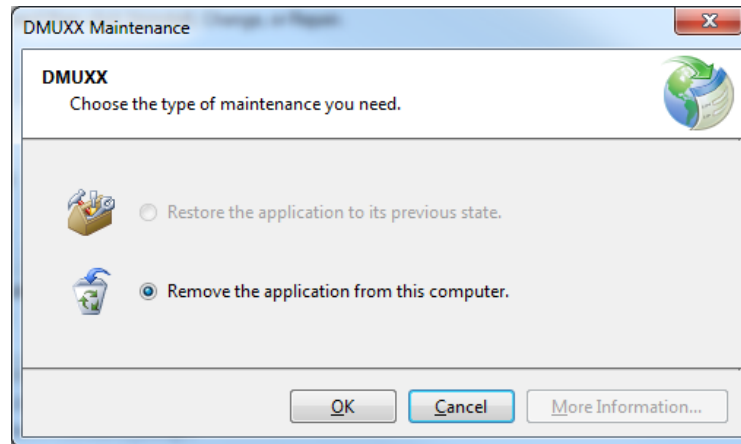 DMUXX Maintenance
DMUXX
Choose the type of maintenance you need.
Restore the application to its previous state.
Remove the application from this computer.
OK
Cancel
More Information...